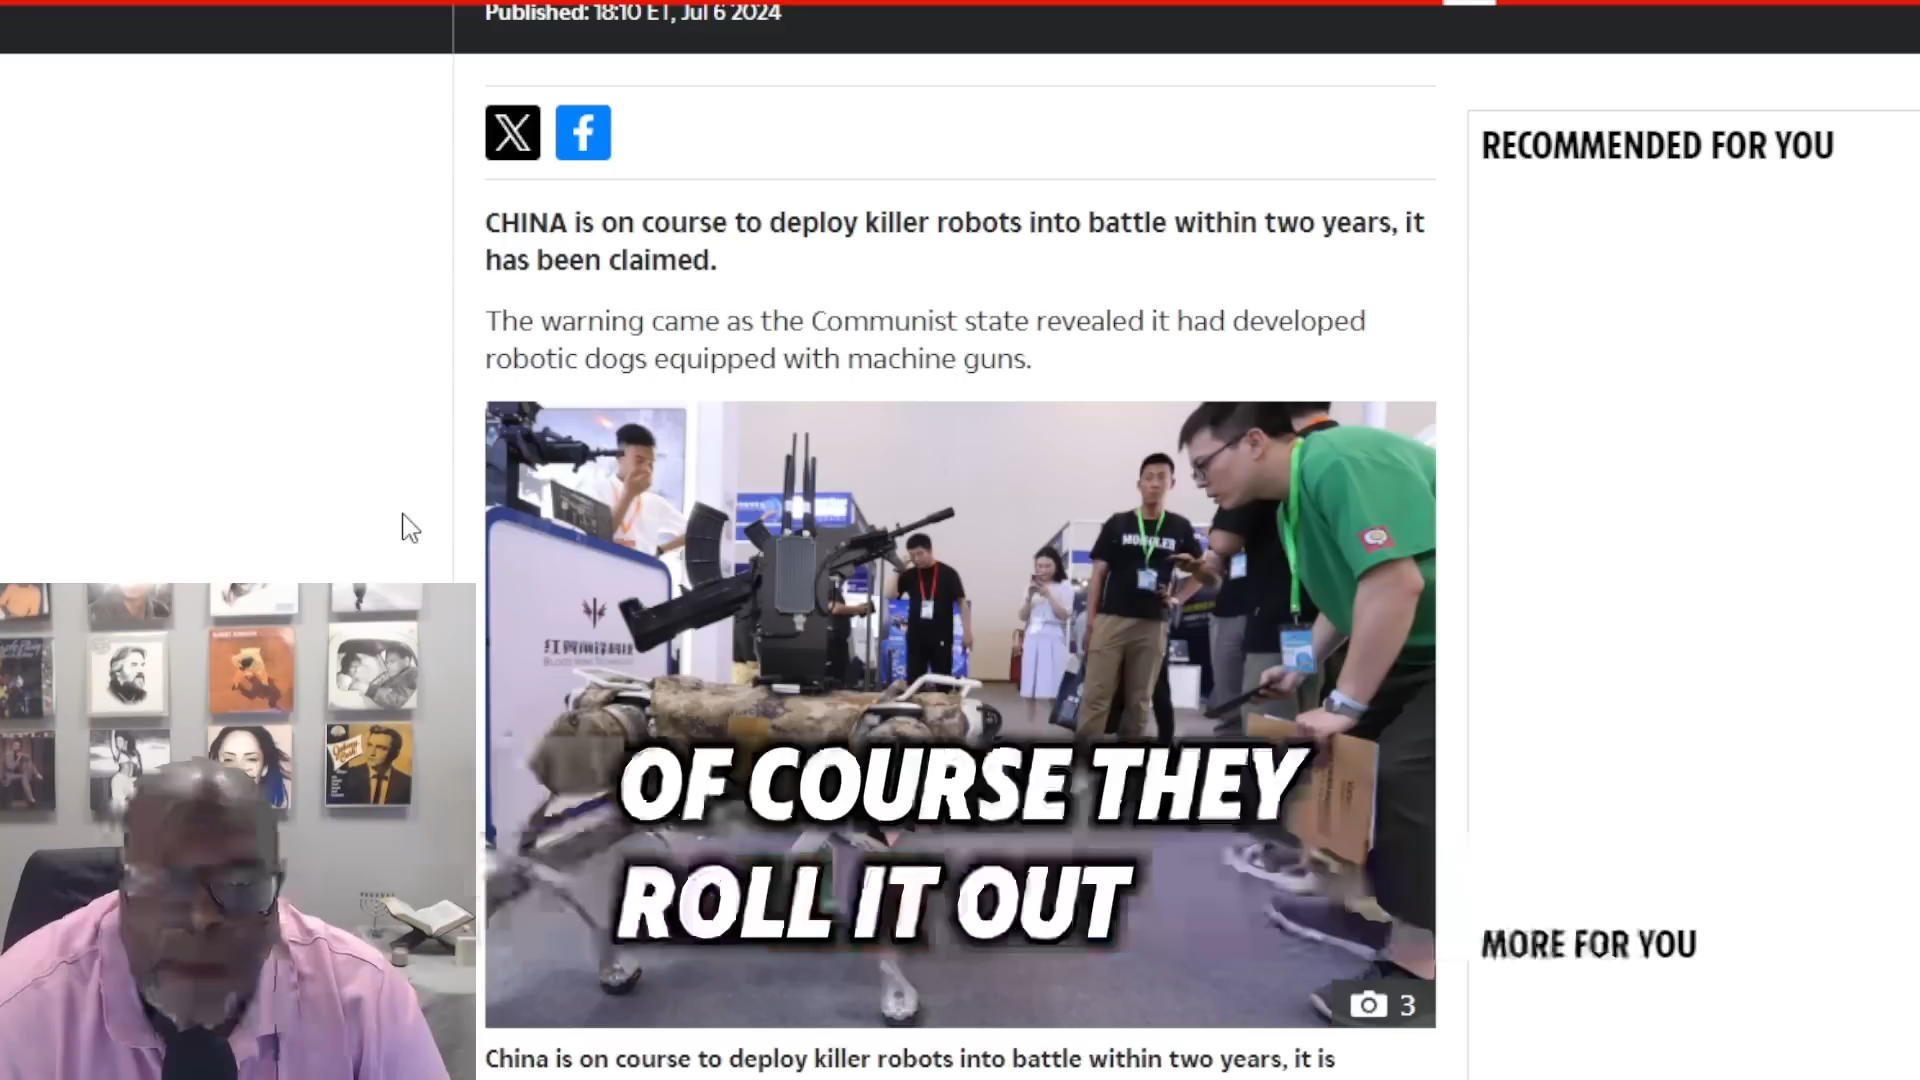 Published: 18:10 ET, Jul 6 2024
RECOMMENDED FOR YOU
CHINA is on course to deploy killer robots into battle within two years, it
has been claimed.
The warning came as the Communist state revealed it had developed
robotic dogs equipped with machine guns.
OF COURSE THEY
ROLL IT OUT
3
MORE FOR YOU
China is on course to deploy killer robots into battle within two years, it is